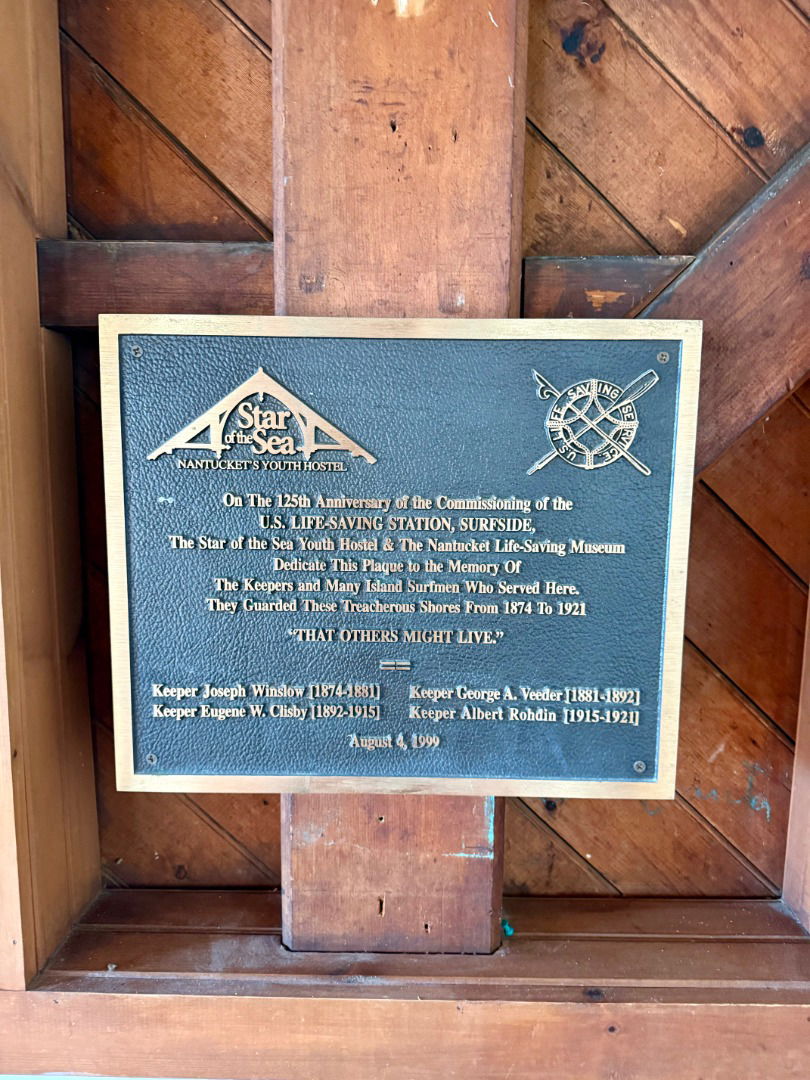 Star
of the
Sea
NANTUCKET'S YOUTH HOSTEL
U.S. LIFE SAVING SERVICE
On The 125th Anniversary of the Commissioning of the
U.S. LIFE-SAVING STATION, SURFSIDE,
The Star of the Sea Youth Hostel & The Nantucket Life-Saving Museum
Dedicate This Plaque to the Memory Of
The Keepers and Many Island Surfmen Who Served Here.
They Guarded These Treacherous Shores From 1874 To 1921
“THAT OTHERS MIGHT LIVE.”
Keeper Joseph Winslow [1874-1881] Keeper George A. Veeder [1881-1892]
Keeper Eugene W. Clisby [1892-1915] Keeper Albert Rohdin [1915-1921]
August 4, 1999